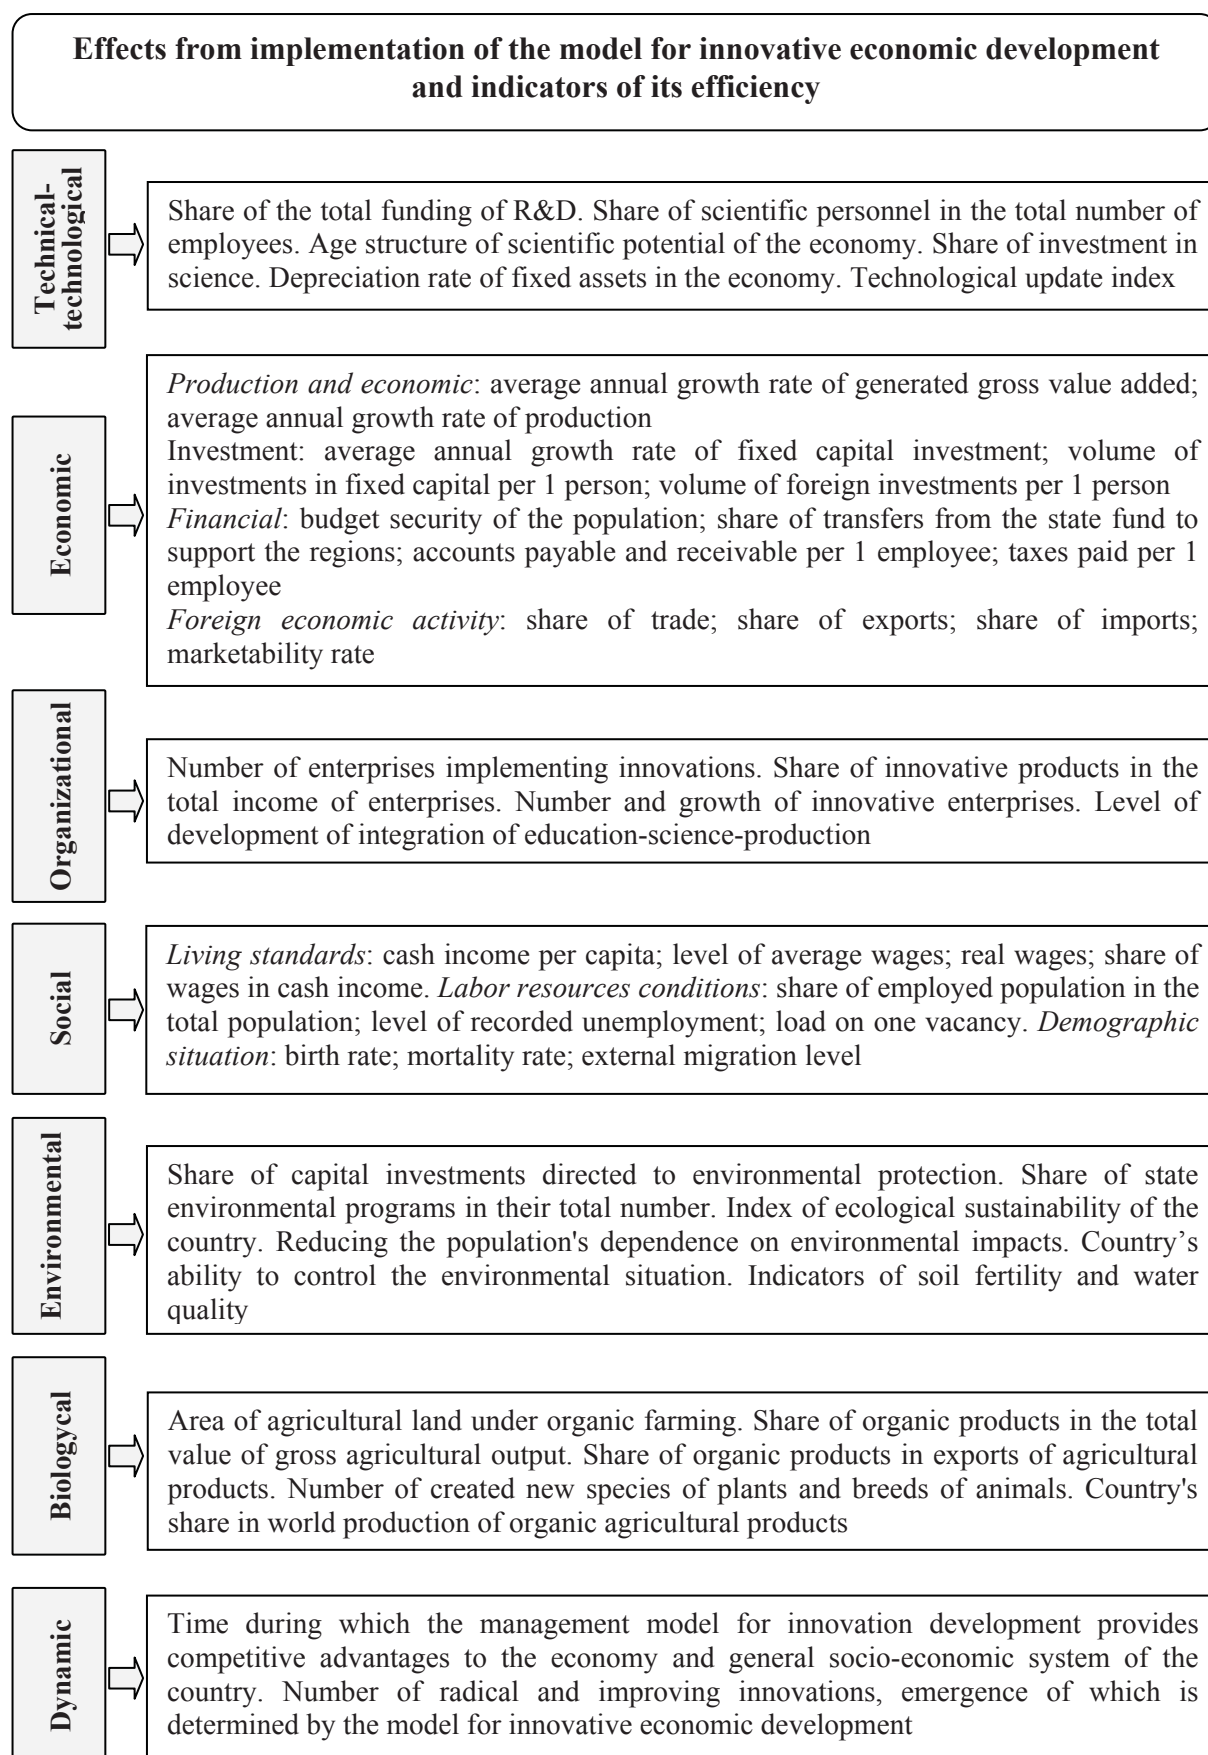 Effects from implementation of the model for innovative economic development
and indicators of its efficiency
Technical-
technological
Share of the total funding of R&D. Share of scientific personnel in the total number of
employees. Age structure of scientific potential of the economy. Share of investment in
science. Depreciation rate of fixed assets in the economy. Technological update index
Economic
Production and economic: average annual growth rate of generated gross value added;
average annual growth rate of production
Investment: average annual growth rate of fixed capital investment; volume of
investments in fixed capital per 1 person; volume of foreign investments per 1 person
Financial: budget security of the population; share of transfers from the state fund to
support the regions; accounts payable and receivable per 1 employee; taxes paid per 1
employee
Foreign economic activity: share of trade; share of exports; share of imports;
marketability rate
Organizational
Number of enterprises implementing innovations. Share of innovative products in the
total income of enterprises. Number and growth of innovative enterprises. Level of
development of integration of education-science-production
Social
Living standards: cash income per capita; level of average wages; real wages; share of
wages in cash income. Labor resources conditions: share of employed population in the
total population; level of recorded unemployment; load on one vacancy. Demographic
situation: birth rate; mortality rate; external migration level
Environmental
Share of capital investments directed to environmental protection. Share of state
environmental programs in their total number. Index of ecological sustainability of the
country. Reducing the population's dependence on environmental impacts. Country’s
ability to control the environmental situation. Indicators of soil fertility and water
quality
Biologycal
Area of agricultural land under organic farming. Share of organic products in the total
value of gross agricultural output. Share of organic products in exports of agricultural
products. Number of created new species of plants and breeds of animals. Country's
share in world production of organic agricultural products
Dynamic
Time during which the management model for innovation development provides
competitive advantages to the economy and general socio-economic system of the
country. Number of radical and improving innovations, emergence of which is
determined by the model for innovative economic development